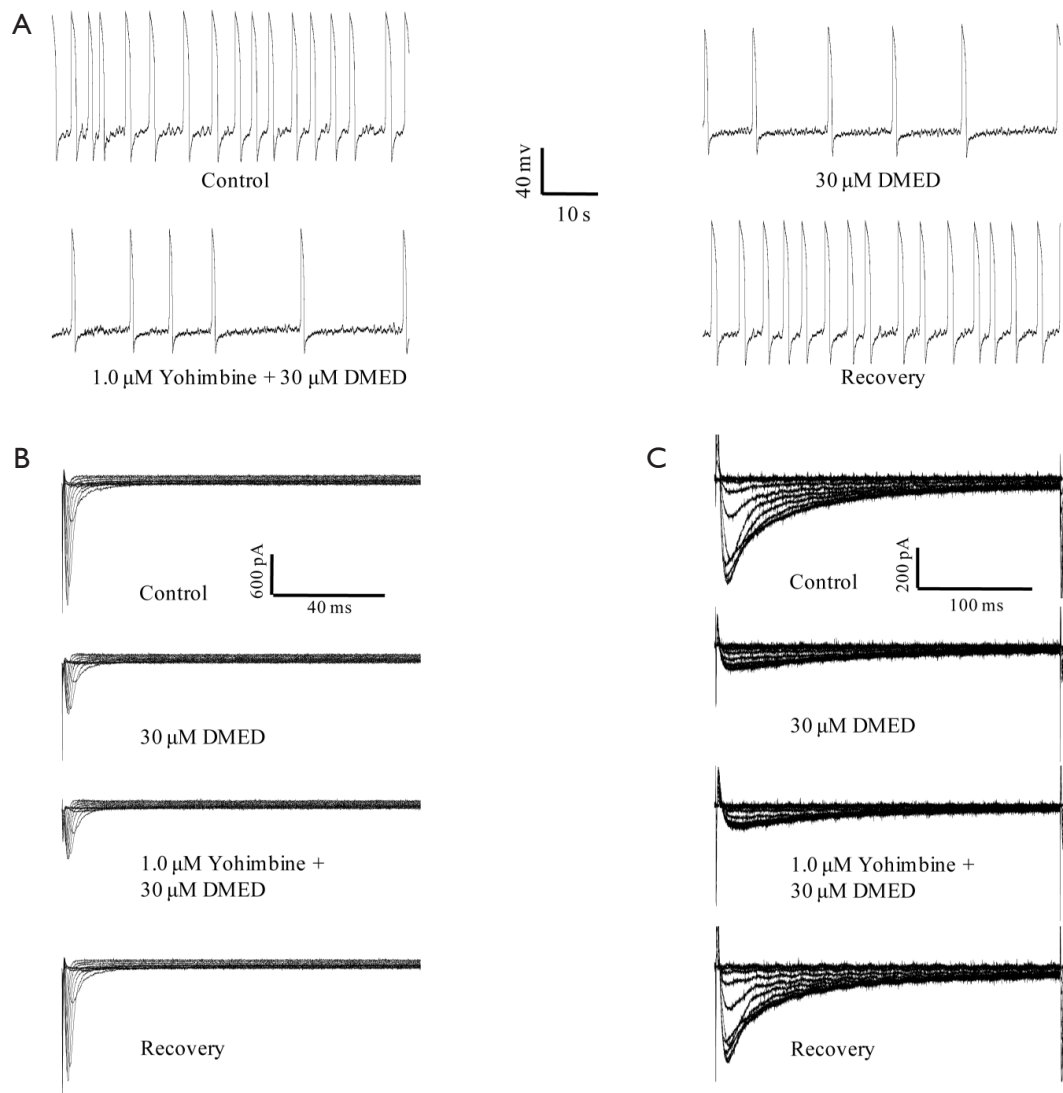 A
Control
40 mv
10 s
30 μM DMED
1.0 μM Yohimbine + 30 μM DMED
Recovery
B
Control
600 pA
40 ms
30 μM DMED
1.0 μM Yohimbine +
30 μM DMED
Recovery
C
Control
200 pA
100 ms
30 μM DMED
1.0 μM Yohimbine +
30 μM DMED
Recovery